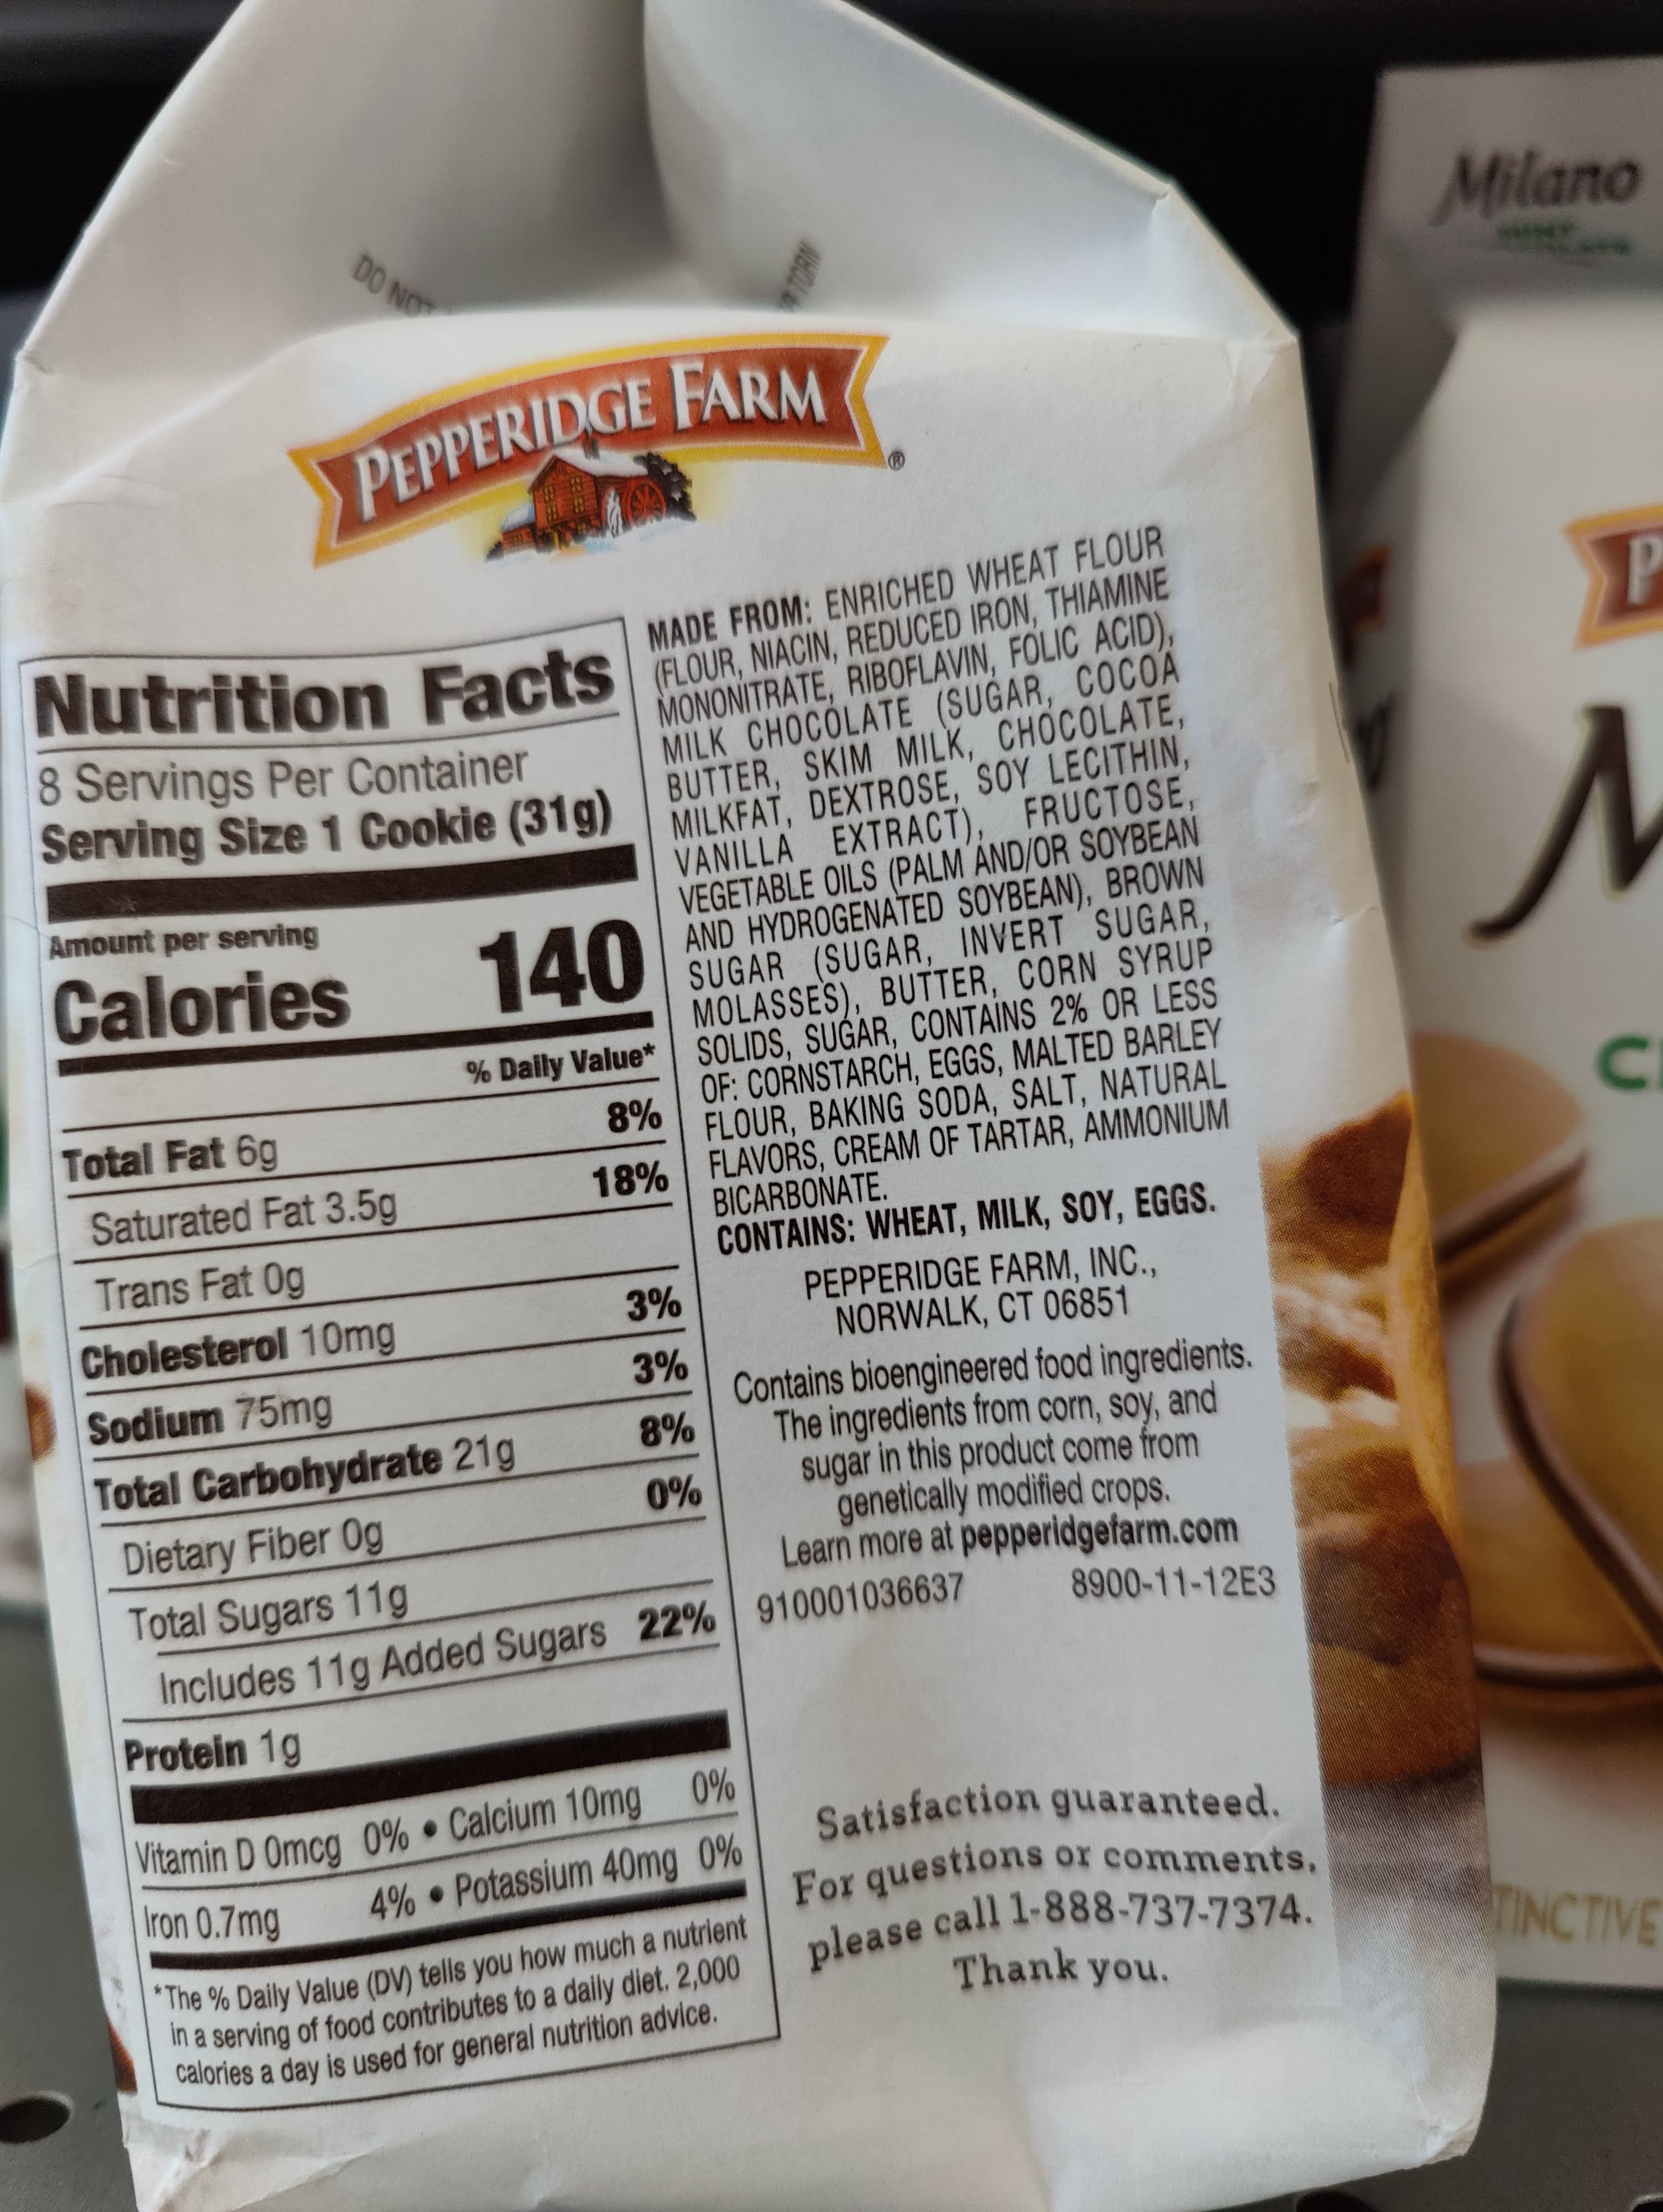 DO NOT
TORN
PEPPERIDGE FARM
®
Nutrition Facts
8 Servings Per Container
Serving Size 1 Cookie (31g)
Amount per serving
Calories 140
% Daily Value*
Total Fat 6g 8%
Saturated Fat 3.5g 18%
Trans Fat 0g
Cholesterol 10mg 3%
Sodium 75mg 3%
Total Carbohydrate 21g 8%
Dietary Fiber 0g 0%
Total Sugars 11g
Includes 11g Added Sugars 22%
Protein 1g
Vitamin D 0mcg 0% • Calcium 10mg 0%
Iron 0.7mg 4% • Potassium 40mg 0%
*The % Daily Value (DV) tells you how much a nutrient
in a serving of food contributes to a daily diet. 2,000
calories a day is used for general nutrition advice.
MADE FROM: ENRICHED WHEAT FLOUR
(FLOUR, NIACIN, REDUCED IRON, THIAMINE
MONONITRATE, RIBOFLAVIN, FOLIC ACID),
MILK CHOCOLATE (SUGAR, COCOA
BUTTER, SKIM MILK, CHOCOLATE,
MILKFAT, DEXTROSE, SOY LECITHIN,
VANILLA EXTRACT), FRUCTOSE,
VEGETABLE OILS (PALM AND/OR SOYBEAN
AND HYDROGENATED SOYBEAN), BROWN
SUGAR (SUGAR, INVERT SUGAR,
MOLASSES), BUTTER, CORN SYRUP
SOLIDS, SUGAR, CONTAINS 2% OR LESS
OF: CORNSTARCH, EGGS, MALTED BARLEY
FLOUR, BAKING SODA, SALT, NATURAL
FLAVORS, CREAM OF TARTAR, AMMONIUM
BICARBONATE.
CONTAINS: WHEAT, MILK, SOY, EGGS.
PEPPERIDGE FARM, INC.,
NORWALK, CT 06851
Contains bioengineered food ingredients.
The ingredients from corn, soy, and
sugar in this product come from
genetically modified crops.
Learn more at pepperidgefarm.com
910001036637 8900-11-12E3
Satisfaction guaranteed.
For questions or comments,
please call 1-888-737-7374.
Thank you.
Milano
MINT
P
M
C
TINCTIVE